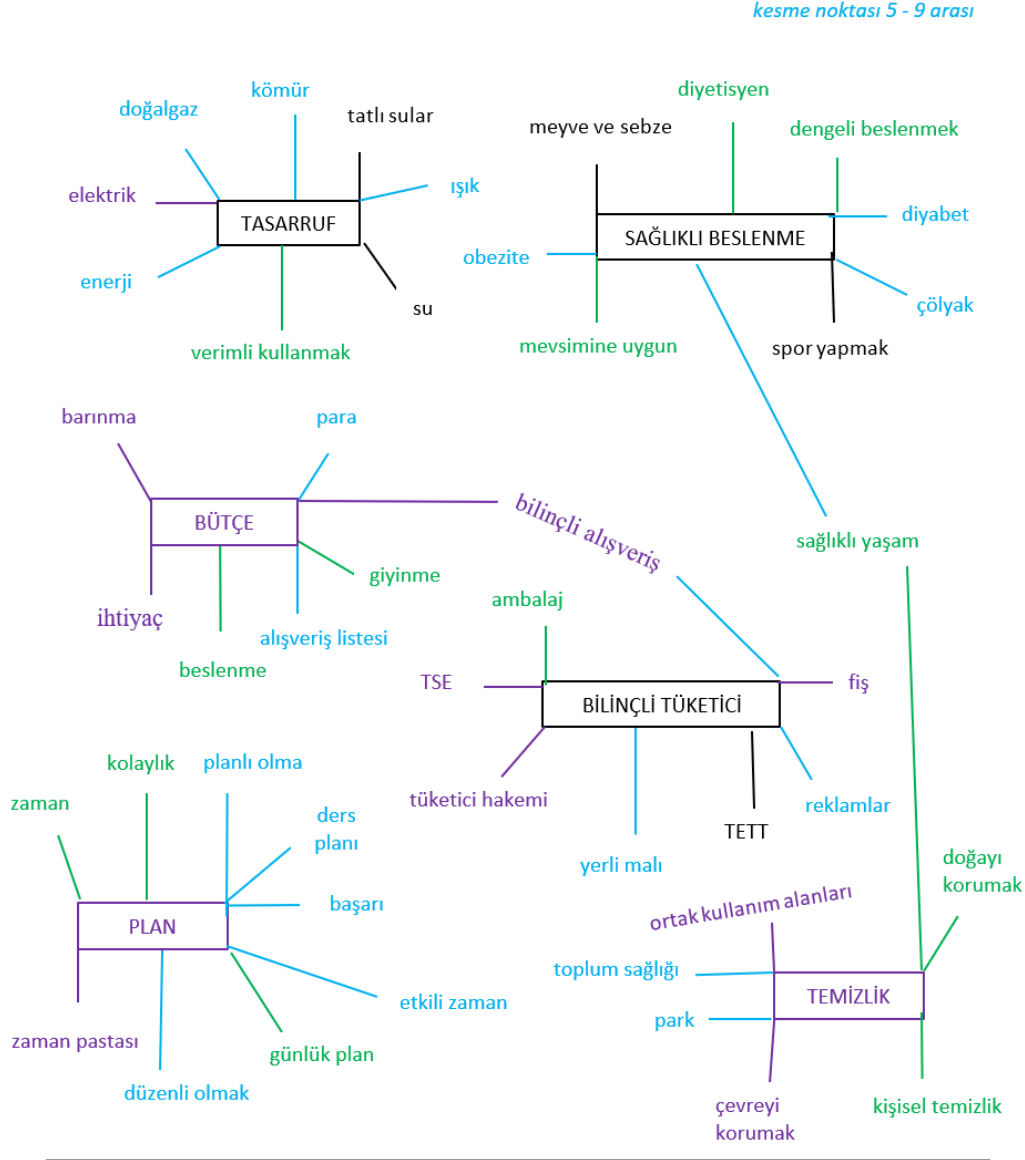 kesme noktası 5 - 9 arası
kömür
doğalgaz
tatlı sular
elektrik
ışık
TASARRUF
enerji
su
verimli kullanmak
diyetisyen
meyve ve sebze
dengeli beslenmek
diyabet
SAĞLIKLI BESLENME
obezite
çölyak
mevsimine uygun
spor yapmak
barınma
para
bilinçli alışveriş
BÜTÇE
sağlıklı yaşam
giyinme
ihtiyaç
alışveriş listesi
beslenme
ambalaj
TSE
fiş
BİLİNÇLİ TÜKETİCİ
tüketici hakemi
reklamlar
TETT
yerli malı
kolaylık
planlı olma
zaman
ders
planı
başarı
PLAN
etkili zaman
zaman pastası
günlük plan
düzenli olmak
doğayı
korumak
ortak kullanım alanları
toplum sağlığı
TEMİZLİK
park
çevreyi
korumak
kişisel temizlik